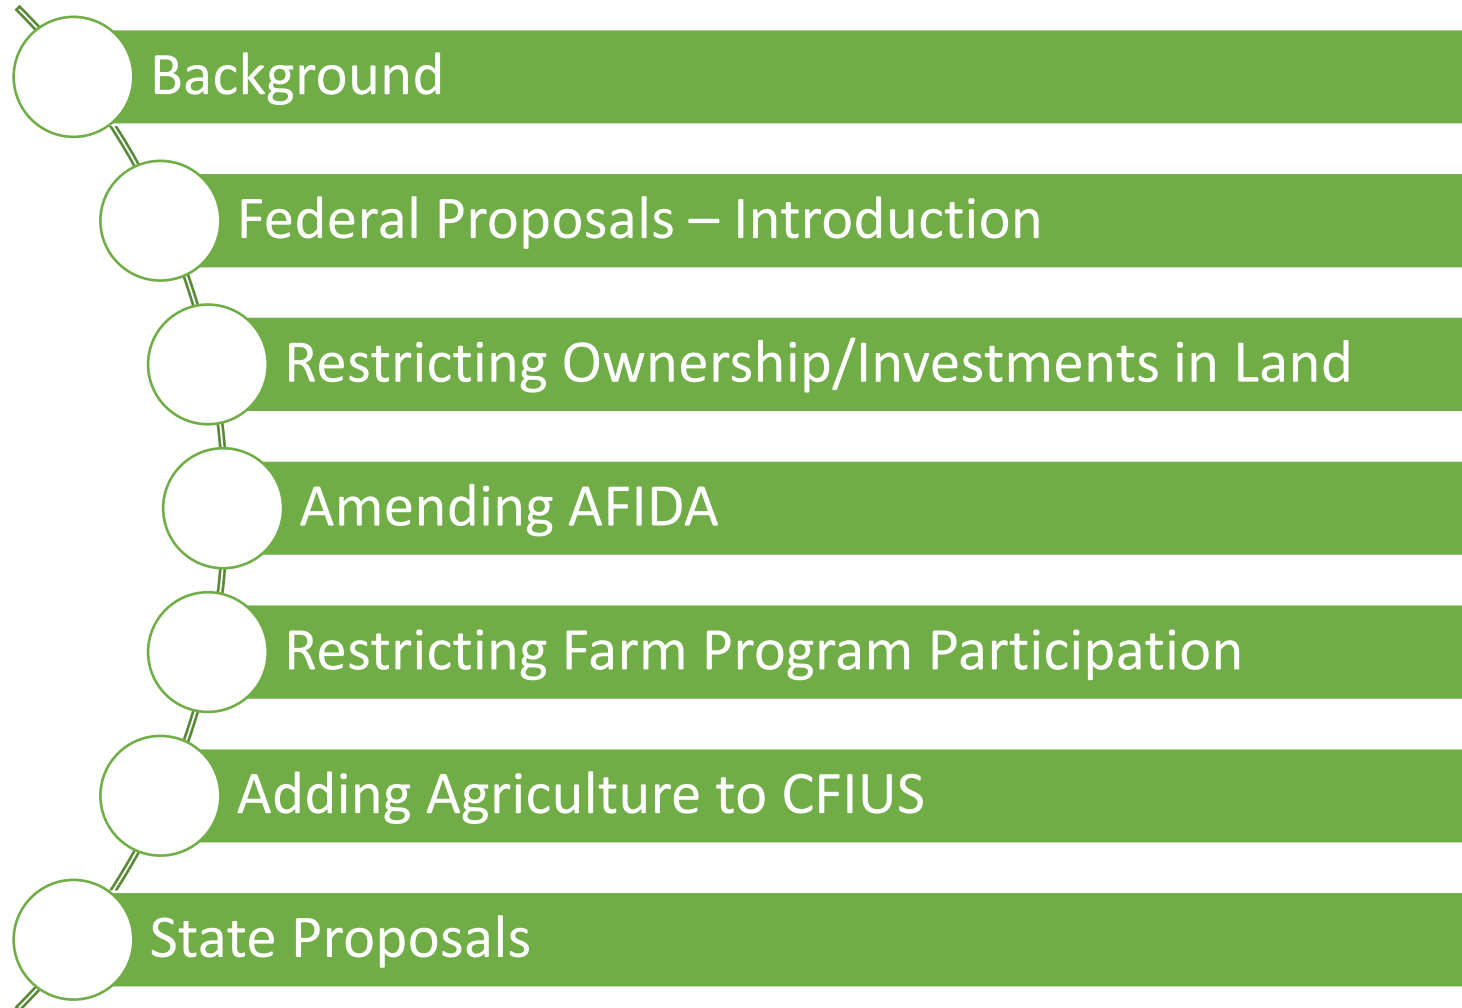 Background
Federal Proposals – Introduction
Restricting Ownership/Investments in Land
Amending AFIDA
Restricting Farm Program Participation
Adding Agriculture to CFIUS
State Proposals